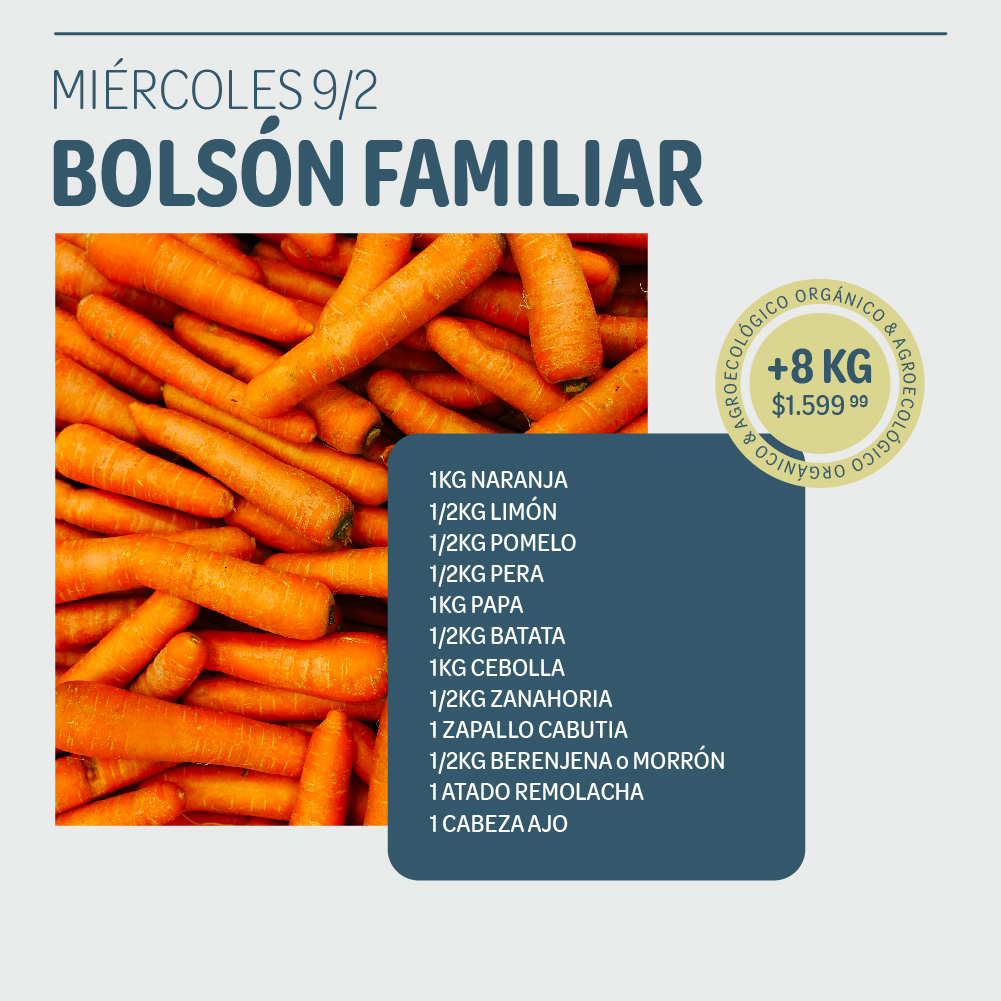 MIÉRCOLES 9/2
BOLSÓN FAMILIAR
ORGÁNICO & AGROECOLÓGICO ORGÁNICO & AGROECOLÓGICO
+8 KG
$1.599 99
1KG NARANJA
1/2KG LIMÓN
1/2KG POMELO
1/2KG PERA
1KG PAPA
1/2KG BATATA
1KG CEBOLLA
1/2KG ZANAHORIA
1 ZAPALLO CABUTIA
1/2KG BERENJENA o MORRÓN
1 ATADO REMOLACHA
1 CABEZA AJO